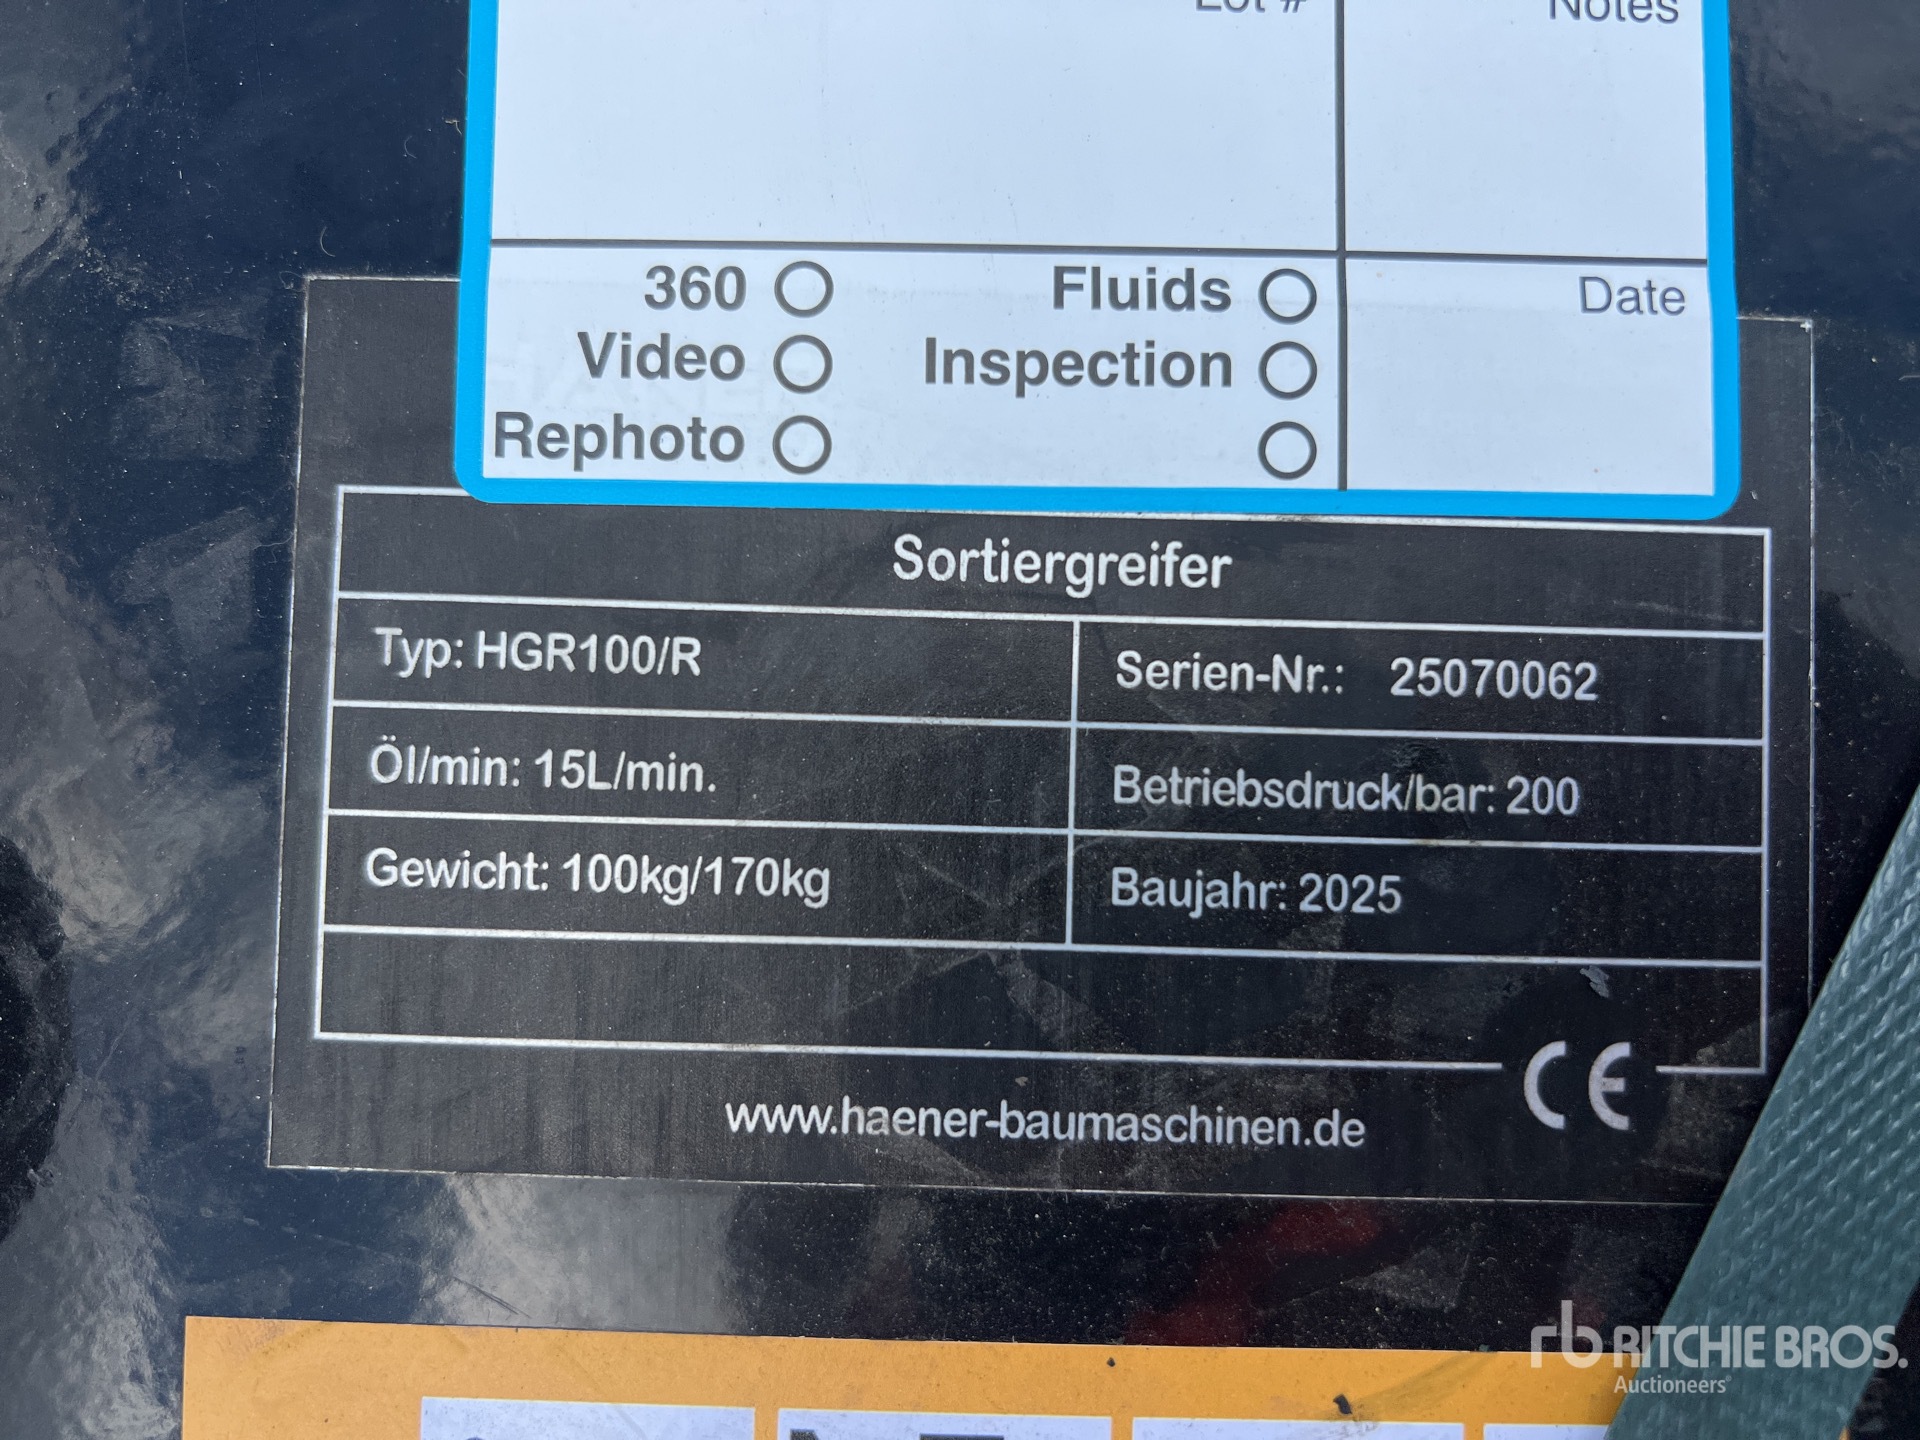 Lot #
Notes
360
Fluids
Date
Video
Inspection
Rephoto
Sortiergreifer
Typ: HGR100/R
Serien-Nr.: 25070062
Öl/min: 15L/min.
Betriebsdruck/bar: 200
Gewicht: 100kg/170kg
Baujahr: 2025
CE
www.haener-baumaschinen.de
rb RITCHIE BROS.
Auctioneers